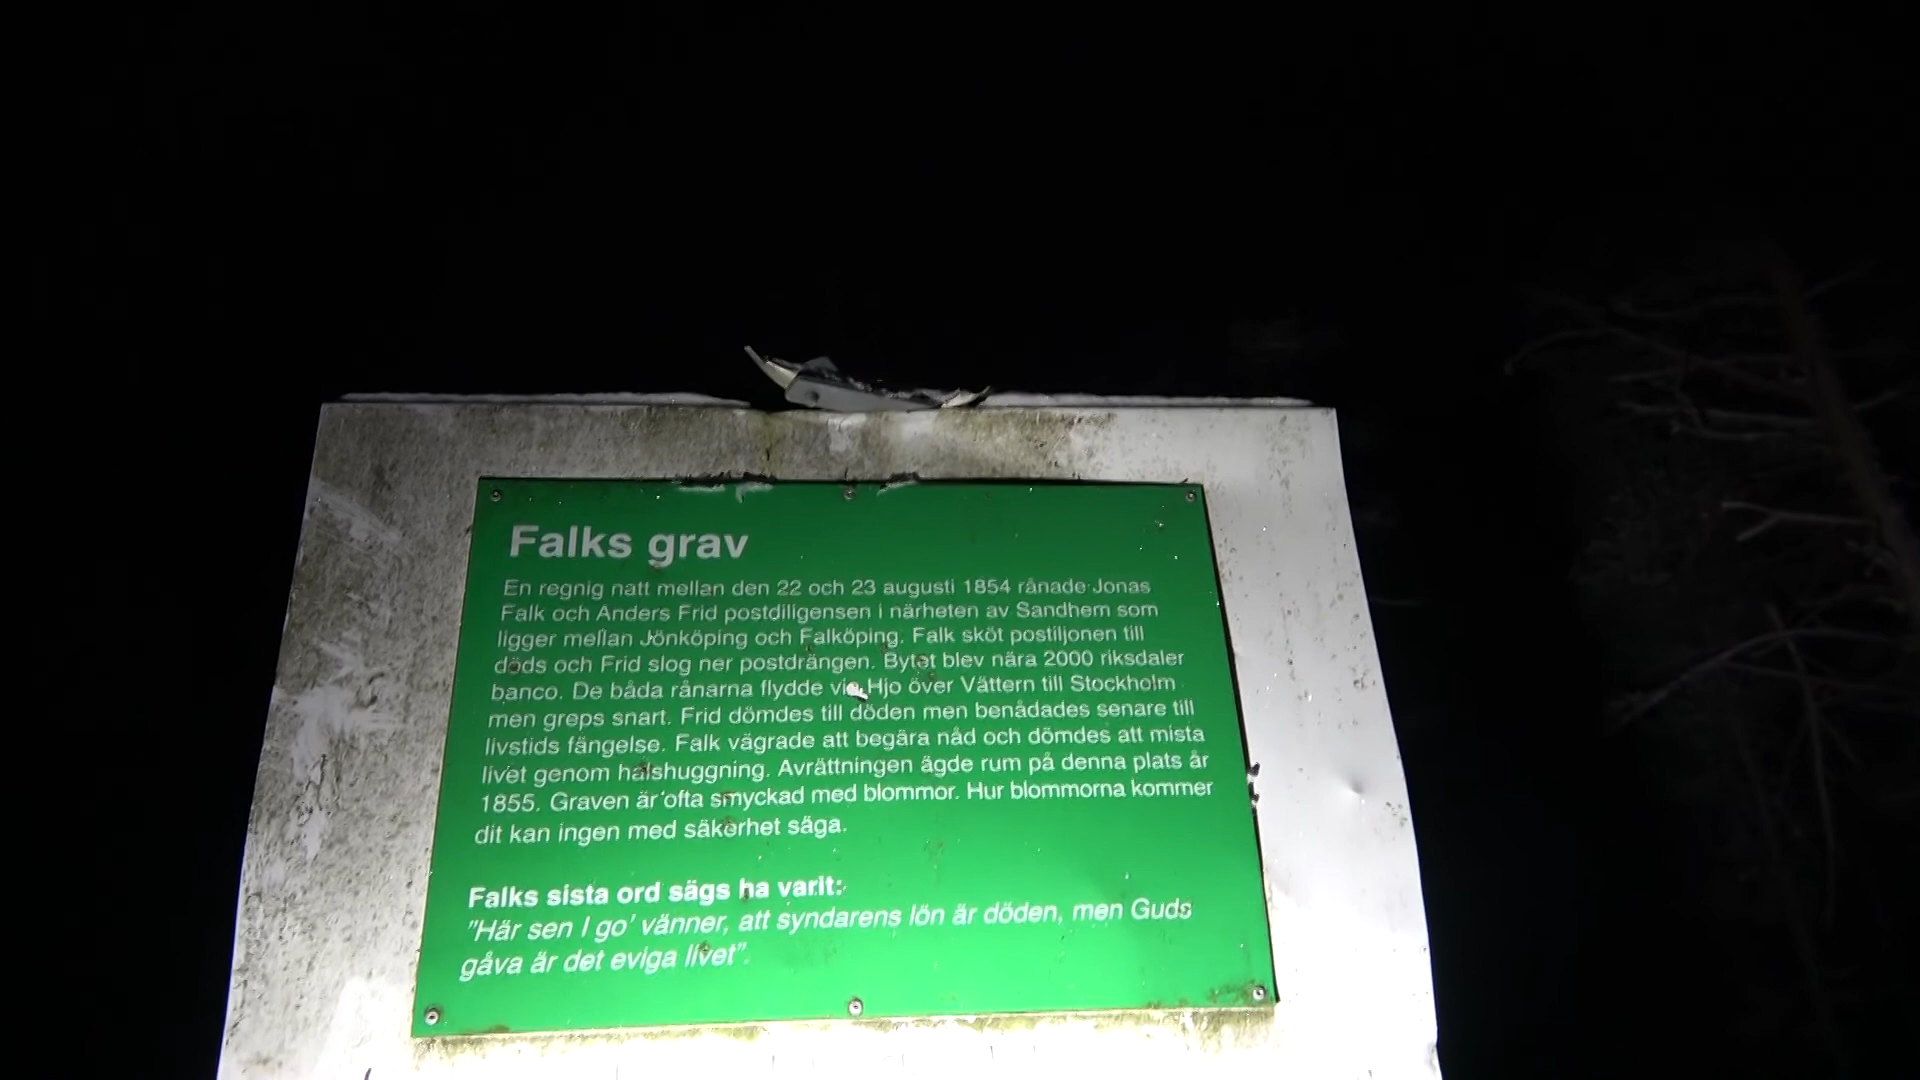 Falks grav
En regnig natt mellan den 22 och 23 augusti 1854 rånade Jonas
Falk och Anders Frid postdiligensen i närheten av Sandhem som
ligger mellan Jönköping och Falköping. Falk sköt postiljonen till
döds och Frid slog ner postdrängen. Bytet blev nära 2000 riksdaler
banco. De båda rånarna flydde via Hjo över Vättern till Stockholm
men greps snart. Frid dömdes till döden men benådades senare till
livstids fängelse. Falk vägrade att begära nåd och dömdes att mista
livet genom halshuggning. Avrättningen ägde rum på denna plats år
1855. Graven är ofta smyckad med blommor. Hur blommorna kommer
dit kan ingen med säkerhet säga.
Falks sista ord sägs ha varit:
"Här sen I go' vänner, att syndarens lön är döden, men Guds
gåva är det eviga livet".